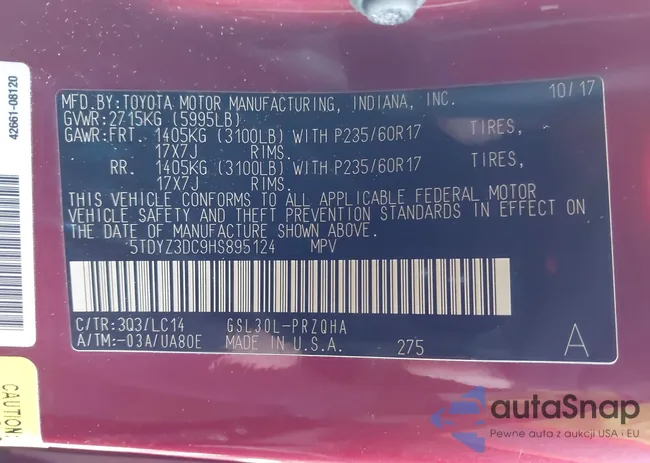 42661-08120
MFD.BY:TOYOTA MOTOR MANUFACTURING, INDIANA, INC. 10/17
GVWR:2715KG (5995LB)
GAWR:FRT. 1405KG (3100LB) WITH P235/60R17 TIRES,
17X7J RIMS.
RR. 1405KG (3100LB) WITH P235/60R17 TIRES,
17X7J RIMS.
THIS VEHICLE CONFORMS TO ALL APPLICABLE FEDERAL MOTOR
VEHICLE SAFETY AND THEFT PREVENTION STANDARDS IN EFFECT ON
THE DATE OF MANUFACTURE SHOWN ABOVE.
5TDYZ3DC9HS895124 MPV
C/TR:3Q3/LC14 GSL30L-PRZQHA
A/TM:-03A/UA80E MADE IN U.S.A. 275 A
CAUTION:
autaSnap
Pewne auta z aukcji USA i EU